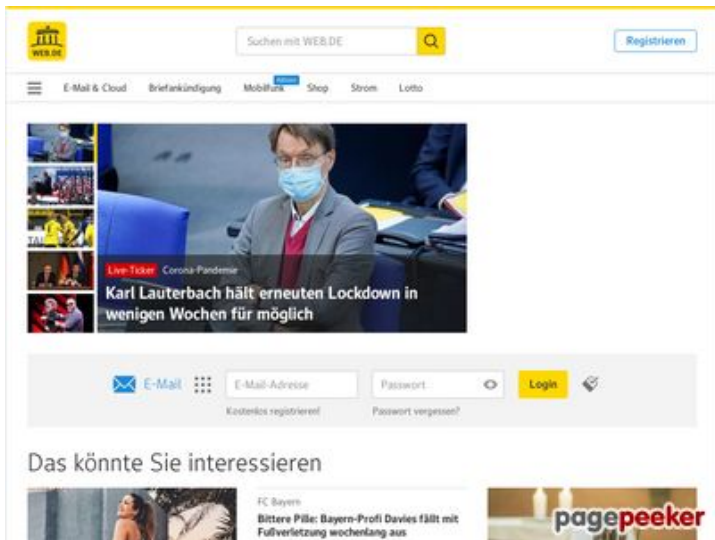 WEB.DE
Suchen mit WEB.DE
Registrieren
E-Mail & Cloud Briefankündigung Mobilfunk Shop Strom Lotto
Live-Ticker Corona-Pandemie
Karl Lauterbach hält erneuten Lockdown in
wenigen Wochen für möglich
E-Mail E-Mail-Adresse Passwort Login
Kostenlos registrieren! Passwort vergessen?
Das könnte Sie interessieren
FC Bayern
Bittere Pille: Bayern-Profi Davies fällt mit
Fußverletzung wochenlang aus
pagepeeker